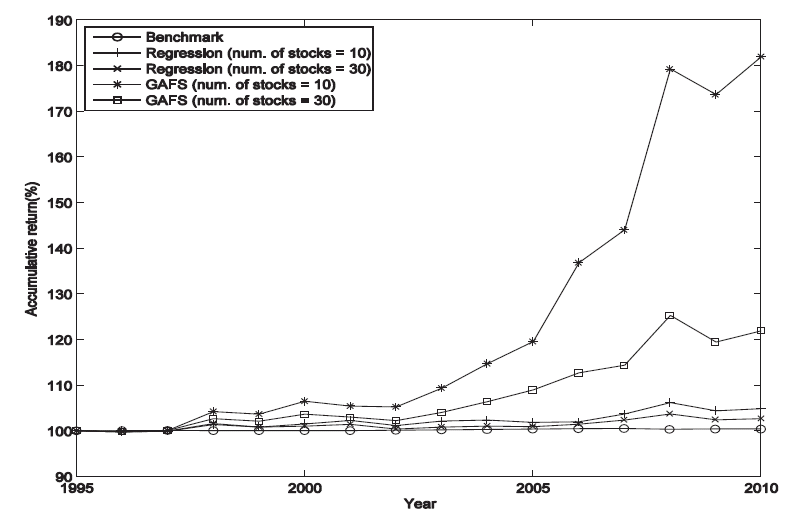 190
180
170
160
150
140
130
120
110
100
90
Accumulative return(%)
Benchmark
Regression (num. of stocks = 10)
Regression (num. of stocks = 30)
GAFS (num. of stocks = 10)
GAFS (num. of stocks = 30)
1995 2000 2005 2010
Year